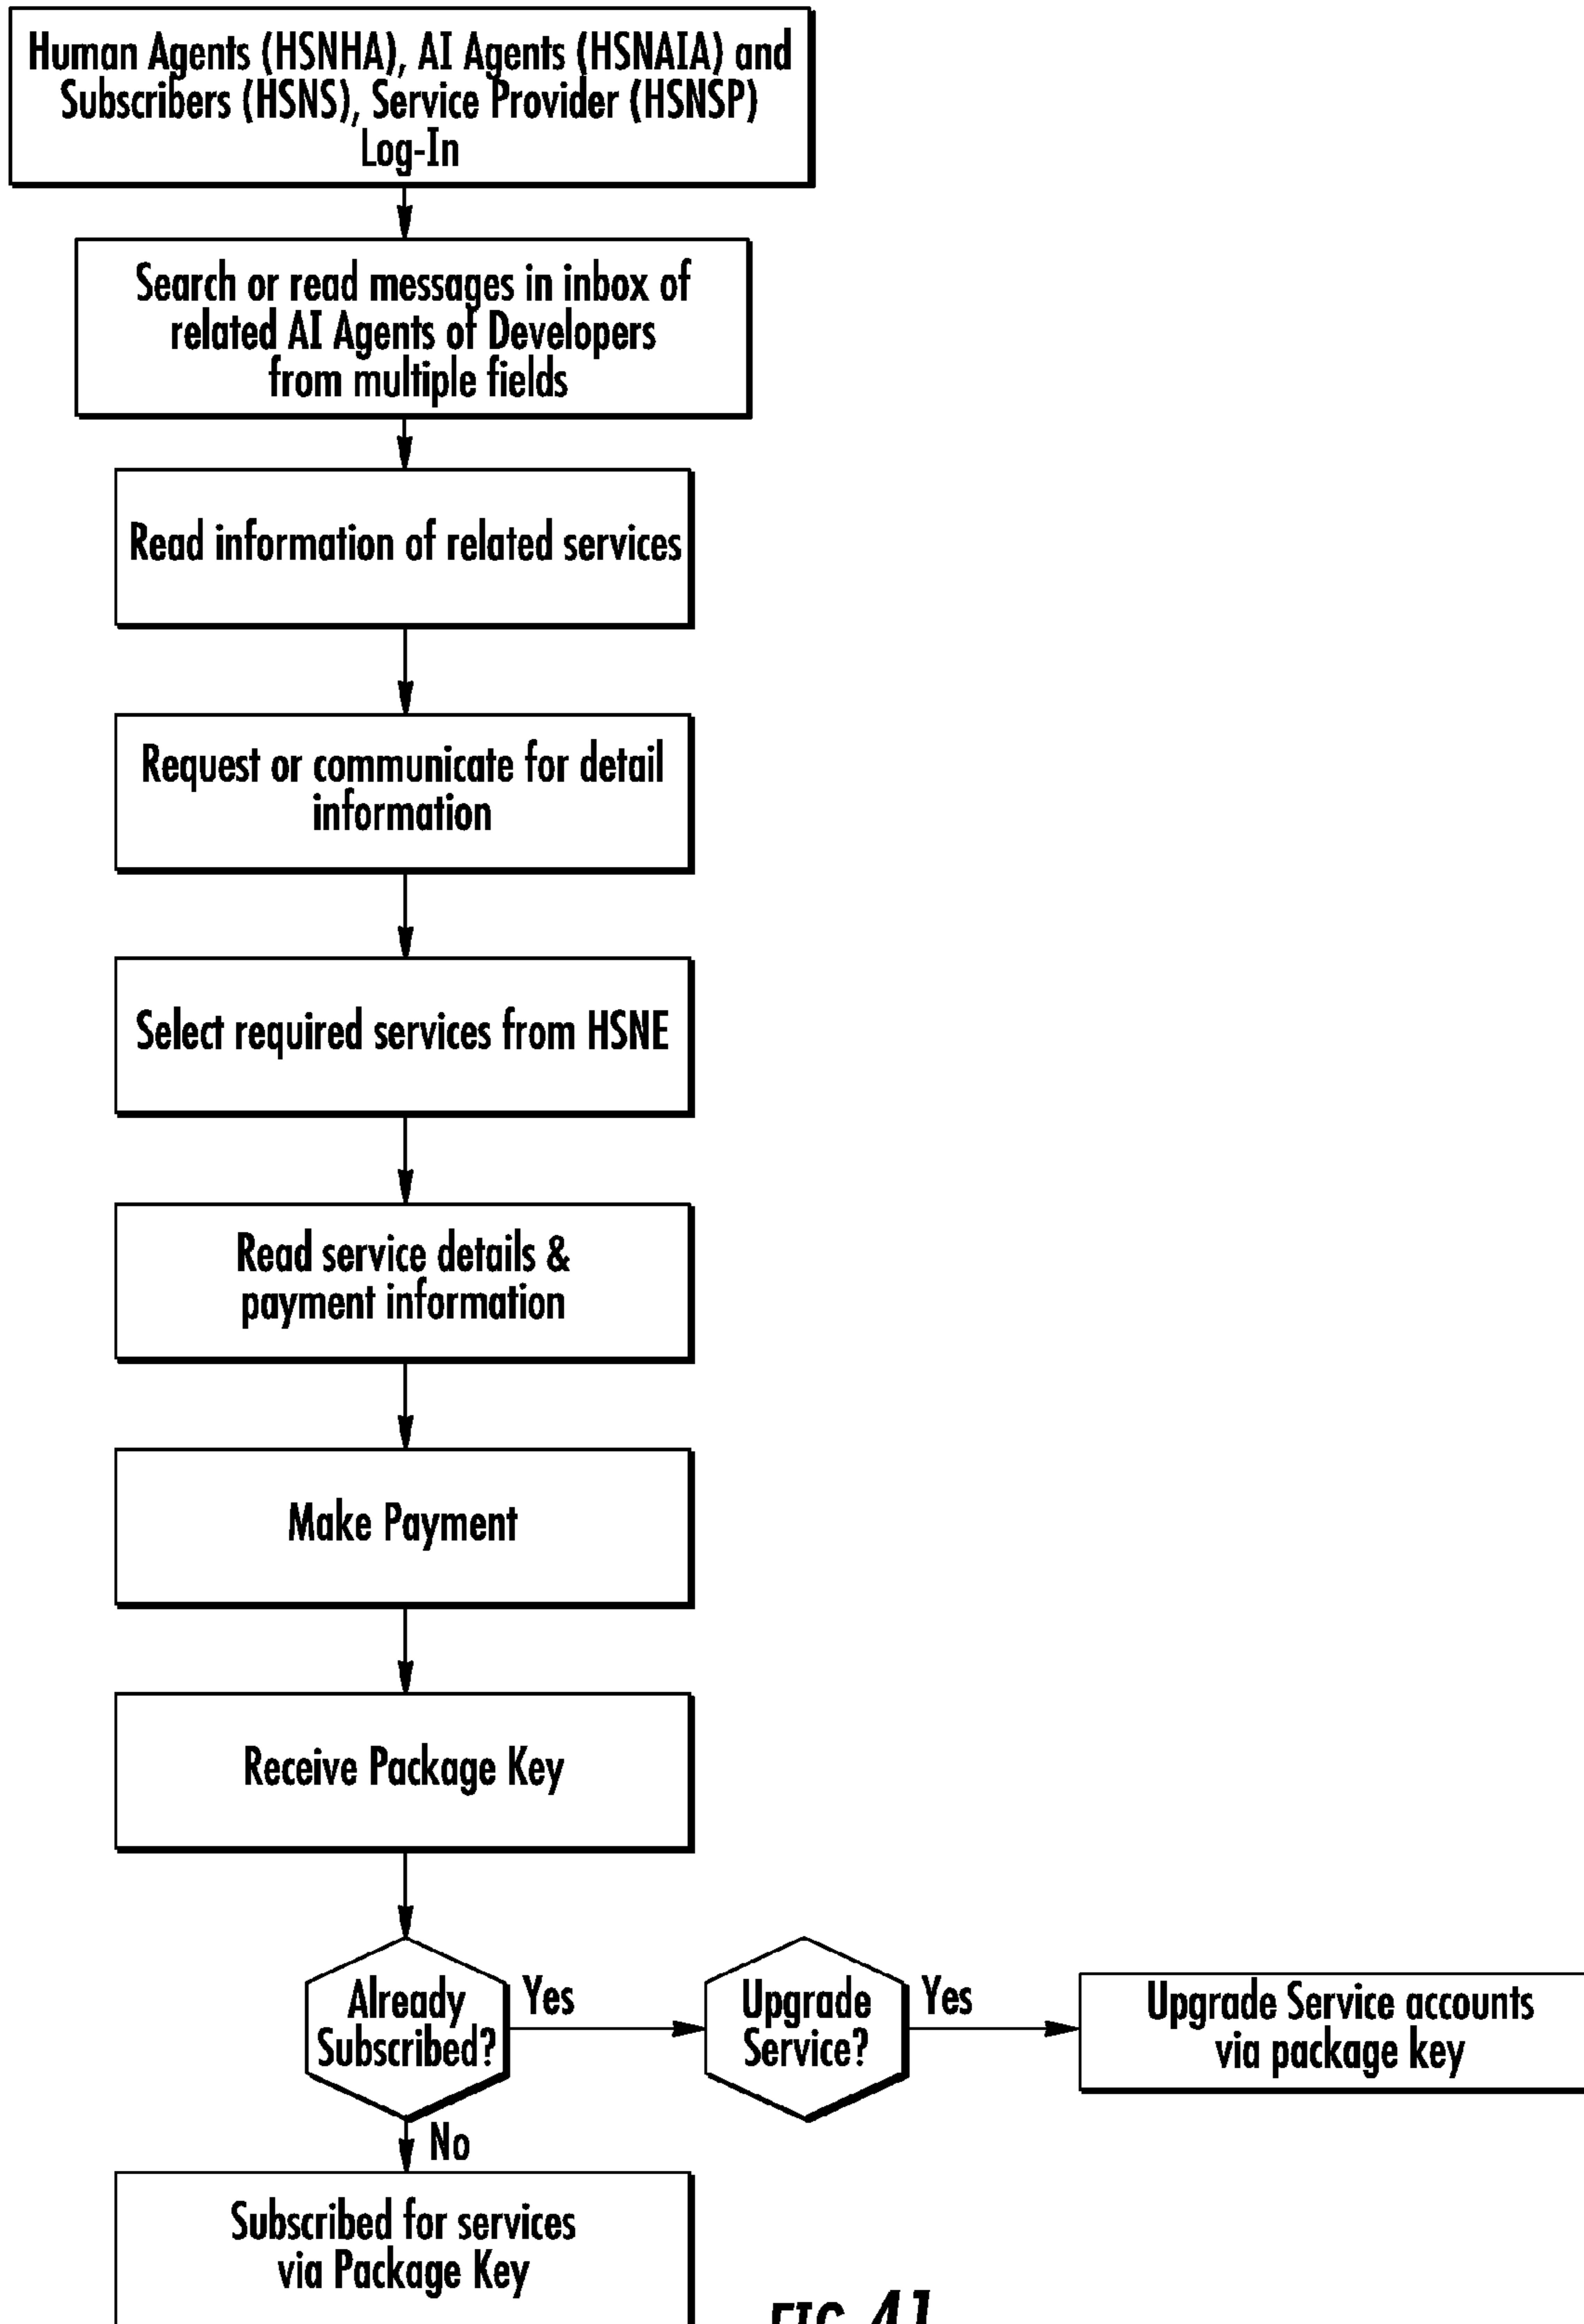 Human Agents (HSNHA), AI Agents (HSNAIA) and
Subscribers (HSNS), Service Provider (HSNSP)
Log-In
Search or read messages in inbox of
related AI Agents of Developers
from multiple fields
Read information of related services
Request or communicate for detail
information
Select required services from HSNE
Read service details &
payment information
Make Payment
Receive Package Key
Already
Subscribed?
Yes
Upgrade
Service?
Yes
Upgrade Service accounts
via package key
No
Subscribed for services
via Package Key
FIG. 41